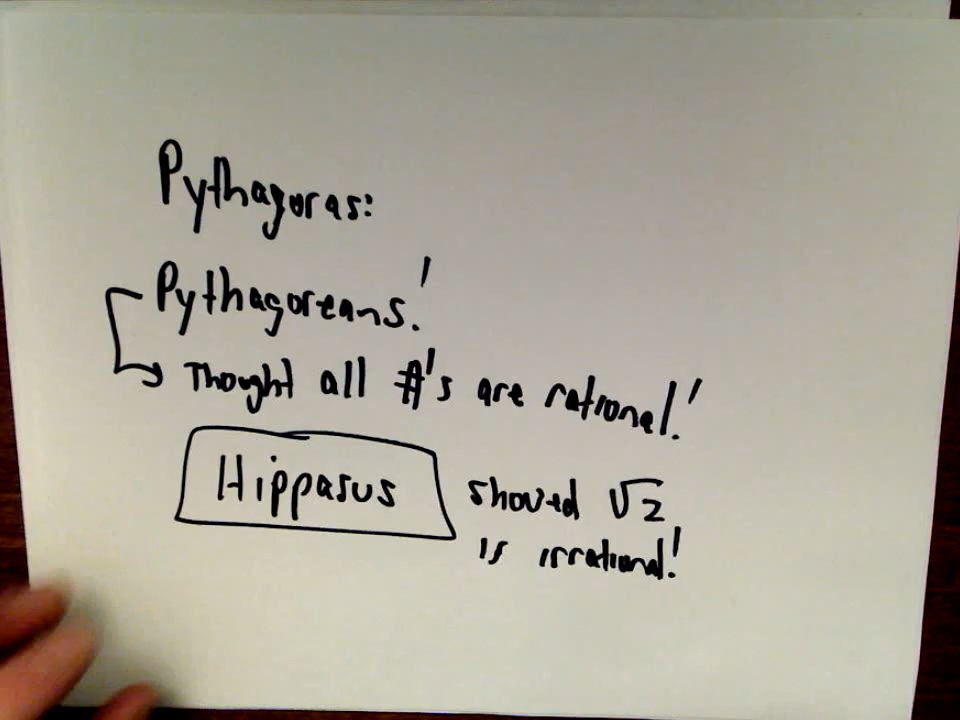 Pythagoras:
Pythagoreans!
Thought all #'s are rational!
Hippasus showed √2
is irrational!